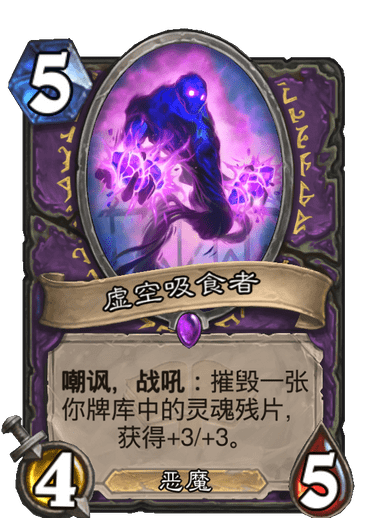 5
虚空吸食者
嘲讽，战吼：摧毁一张
你牌库中的灵魂残片，
获得+3/+3。
4
恶魔
5